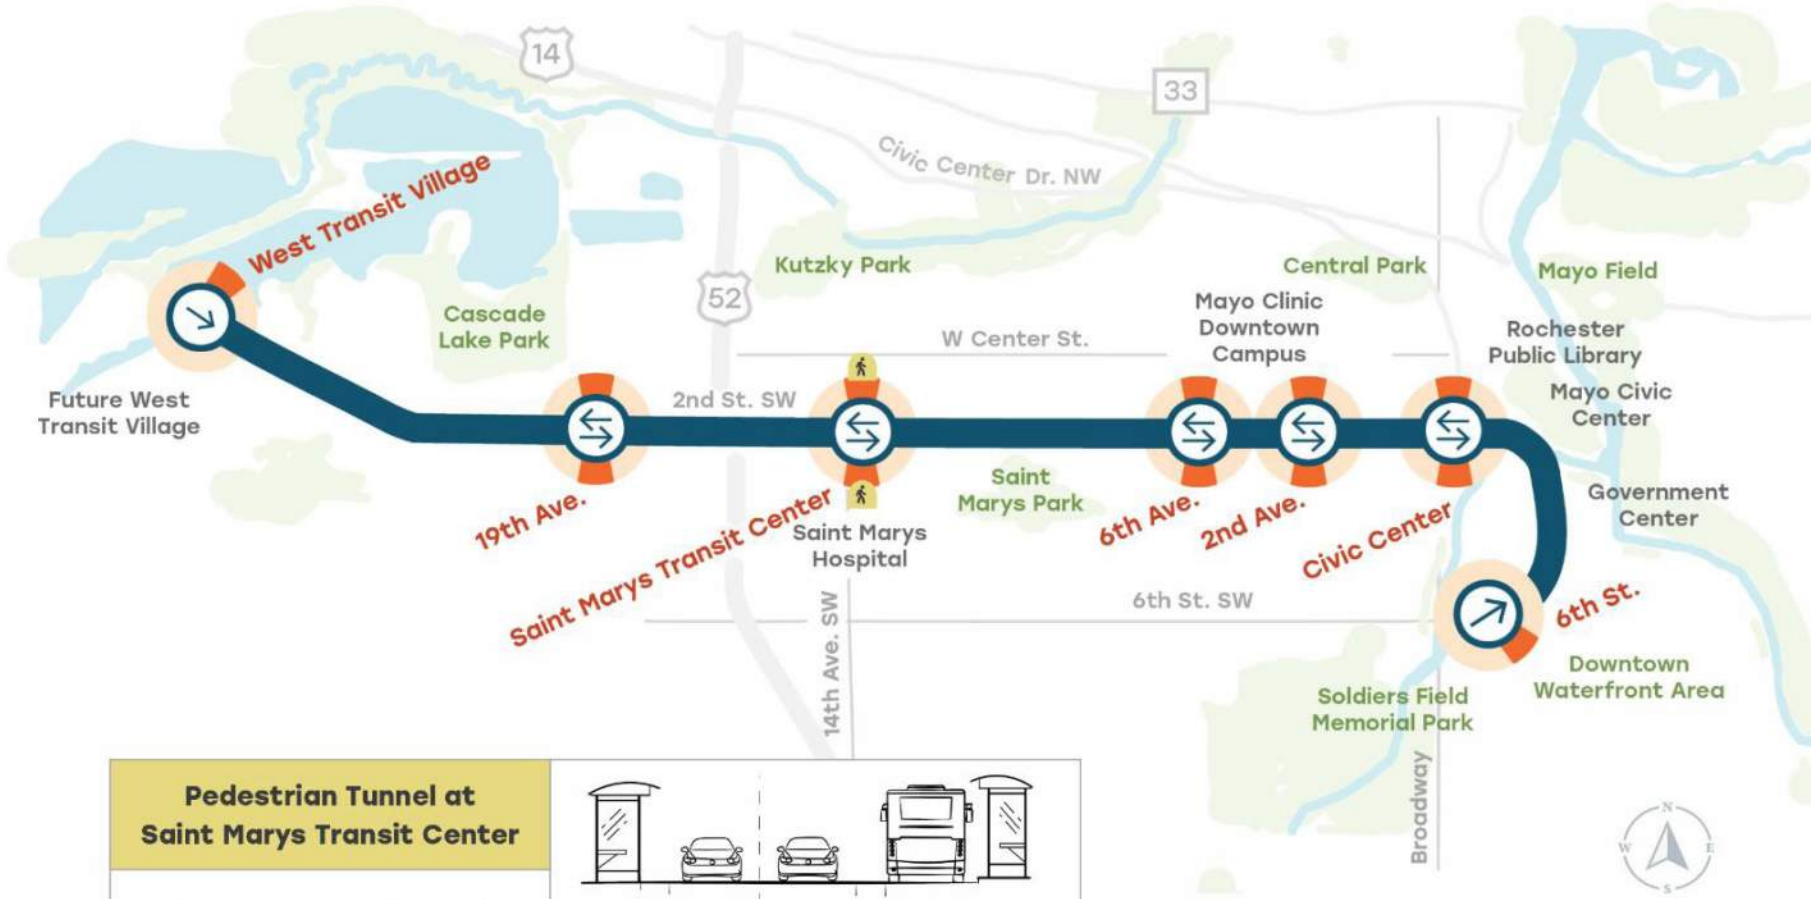 14
33
Civic Center Dr. NW
West Transit Village
52
Kutzky Park
Central Park
Mayo Field
Cascade
Lake Park
Mayo Clinic
Downtown
Campus
Rochester
Public Library
W Center St.
Future West
Transit Village
2nd St. SW
Mayo Civic
Center
19th Ave.
Saint Marys Transit Center
Saint Marys
Hospital
Saint
Marys Park
6th Ave.
2nd Ave.
Civic Center
Government
Center
6th St. SW
6th St.
14th Ave. SW
Downtown
Waterfront Area
Soldiers Field
Memorial Park
Broadway
Pedestrian Tunnel at
Saint Marys Transit Center
N
W
E
S